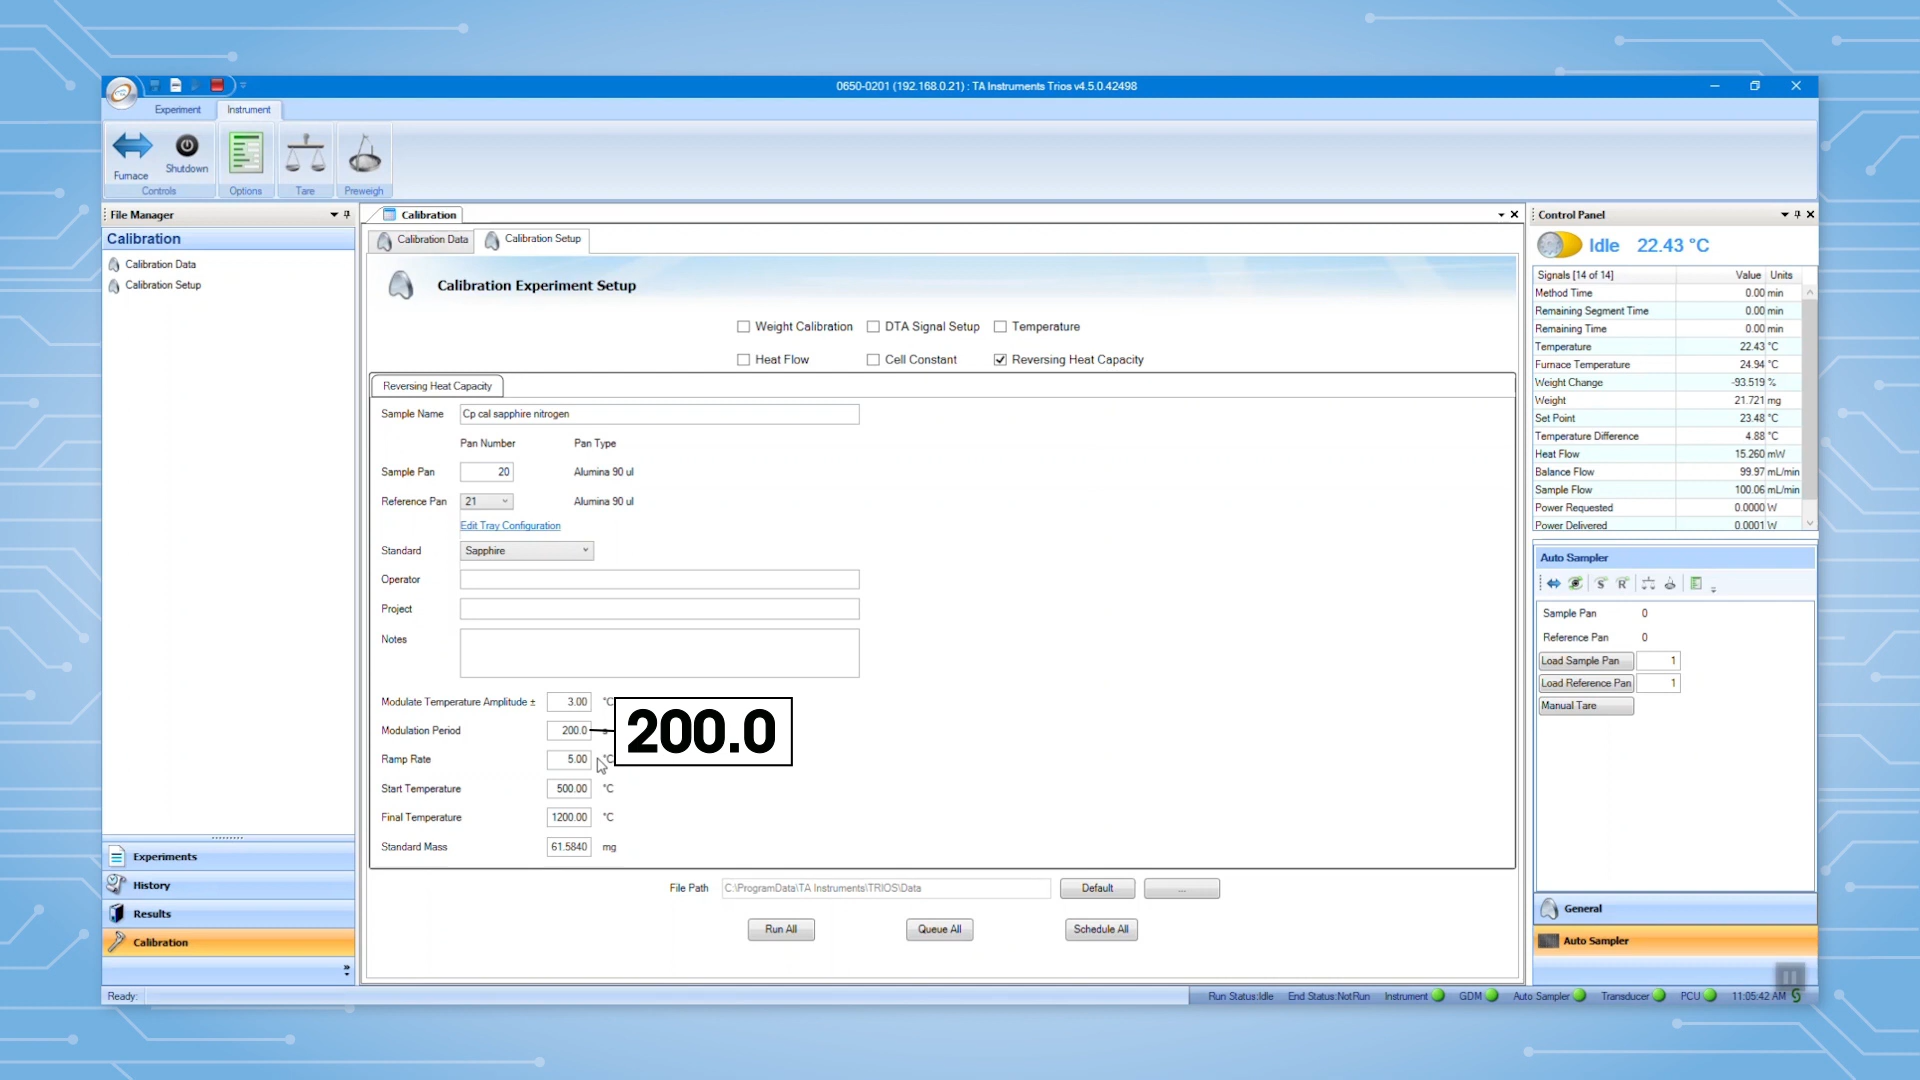 0650-0201 (192.168.0.21) : TA Instruments Trios v4.5.0.42498
Experiment
Instrument
Furnace
Shutdown
Controls
Options
Tare
Preweigh
File Manager
Calibration
Calibration Data
Calibration Setup
Experiments
History
Results
Calibration
Calibration
Calibration Data
Calibration Setup
Calibration Experiment Setup
Weight Calibration
DTA Signal Setup
Temperature
Heat Flow
Cell Constant
Reversing Heat Capacity
Reversing Heat Capacity
Sample Name Cp cal sapphire nitrogen
Pan Number Pan Type
Sample Pan 20 Alumina 90 ul
Reference Pan 21 Alumina 90 ul
Edit Tray Configuration
Standard Sapphire
Operator
Project
Notes
Modulate Temperature Amplitude ± 3.00 °C
Modulation Period 200.0 s
200.0
Ramp Rate 5.00 °C
Start Temperature 500.00 °C
Final Temperature 1200.00 °C
Standard Mass 61.5840 mg
File Path C:\ProgramData\TA Instruments\TRIOS\Data Default ...
Run All
Queue All
Schedule All
Control Panel
Idle 22.43 °C
Signals [14 of 14] Value Units
Method Time 0.00 min
Remaining Segment Time 0.00 min
Remaining Time 0.00 min
Temperature 22.43 °C
Furnace Temperature 24.94 °C
Weight Change -93.519 %
Weight 21.721 mg
Set Point 23.48 °C
Temperature Difference 4.88 °C
Heat Flow 15.260 mW
Balance Flow 99.97 mL/min
Sample Flow 100.06 mL/min
Power Requested 0.0000 W
Power Delivered 0.0001 W
Auto Sampler
S R
Sample Pan 0
Reference Pan 0
Load Sample Pan 1
Load Reference Pan 1
Manual Tare
General
Auto Sampler
Ready:
Run Status:Idle End Status:NotRun Instrument GDM Auto Sampler Transducer PCU 11:05:42 AM